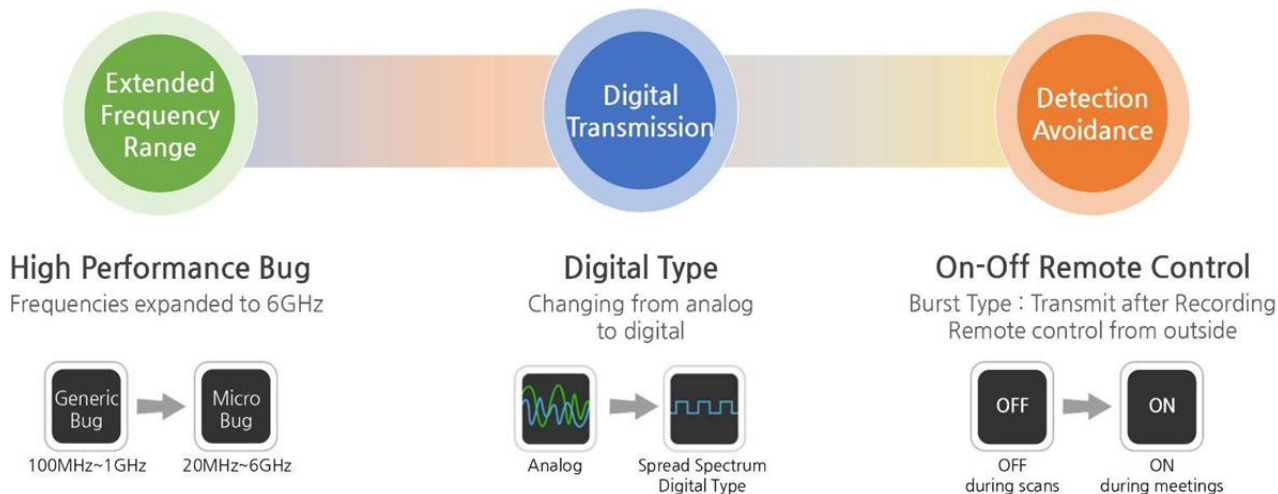 Extended
Frequency
Range
Digital
Transmission
Detection
Avoidance
High Performance Bug
Frequencies expanded to 6GHz
Generic
Bug
100MHz~1GHz
Micro
Bug
20MHz~6GHz
Digital Type
Changing from analog
to digital
Analog
Spread Spectrum
Digital Type
On-Off Remote Control
Burst Type : Transmit after Recording
Remote control from outside
OFF
OFF
during scans
ON
ON
during meetings